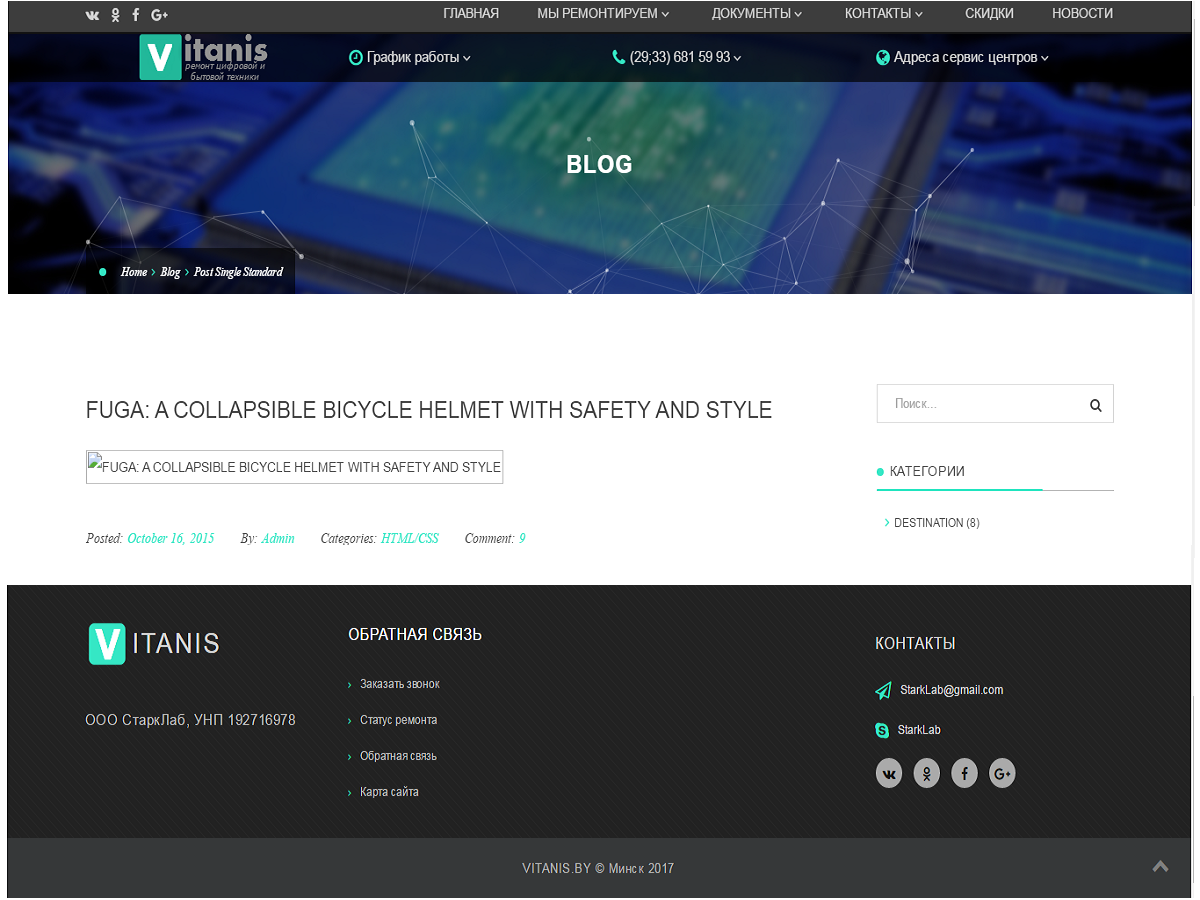 ГЛАВНАЯ МЫ РЕМОНТИРУЕМ ДОКУМЕНТЫ КОНТАКТЫ СКИДКИ НОВОСТИ
Vitanis
ремонт цифровой и
бытовой техники
График работы
(29;33) 681 59 93
Адреса сервис центров
BLOG
Home > Blog > Post Single Standard
FUGA: A COLLAPSIBLE BICYCLE HELMET WITH SAFETY AND STYLE
FUGA: A COLLAPSIBLE BICYCLE HELMET WITH SAFETY AND STYLE
Posted: October 16, 2015 By: Admin Categories: HTML/CSS Comment: 9
Поиск...
КАТЕГОРИИ
DESTINATION (8)
VITANIS
ООО СтаркЛаб, УНП 192716978
ОБРАТНАЯ СВЯЗЬ
Заказать звонок
Статус ремонта
Обратная связь
Карта сайта
КОНТАКТЫ
StarkLab@gmail.com
StarkLab
VITANIS.BY © Минск 2017